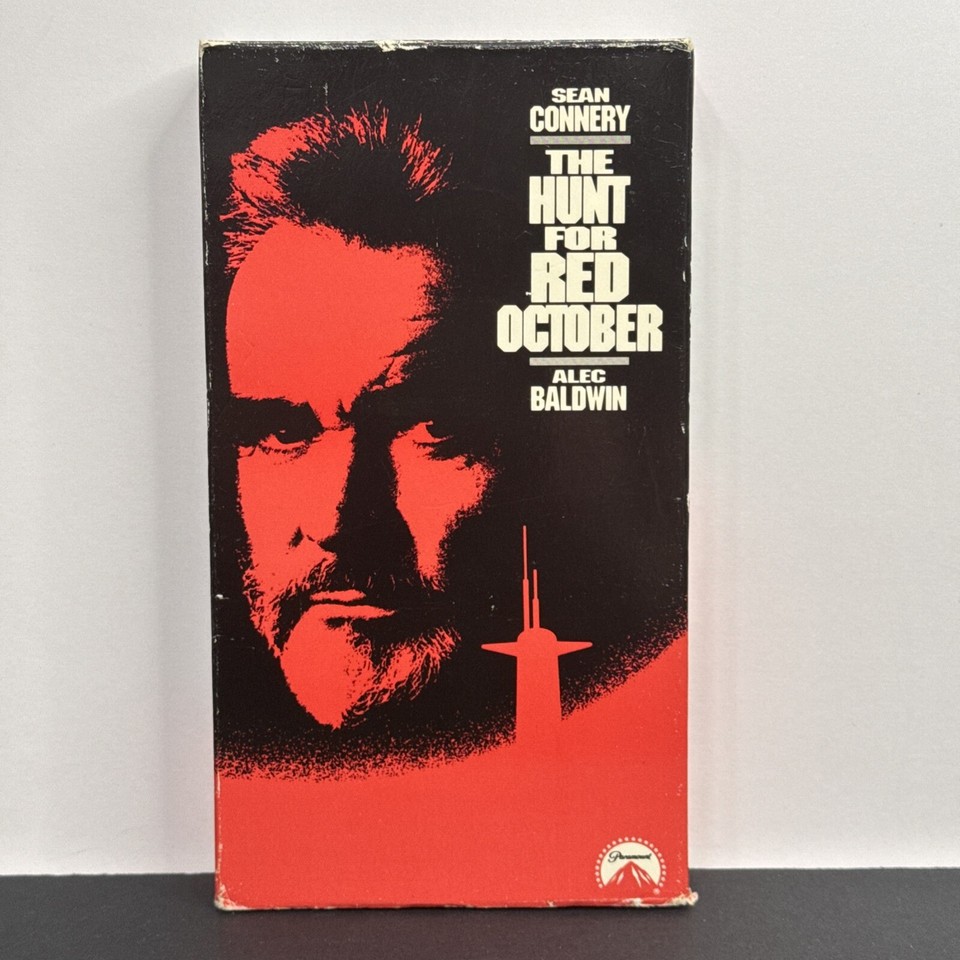 SEAN
CONNERY
THE
HUNT
FOR
RED
OCTOBER
ALEC
BALDWIN
Paramount